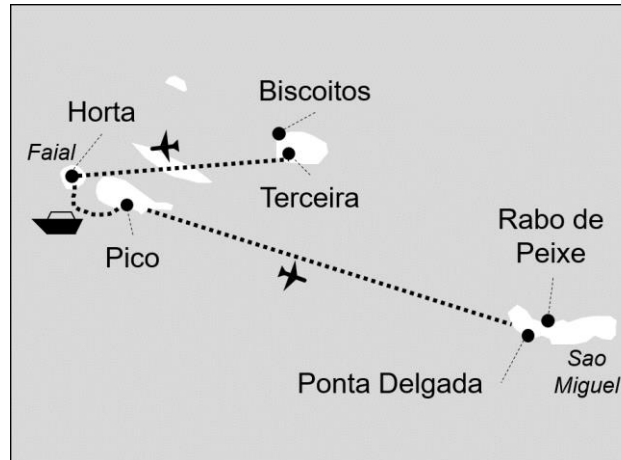 Biscoitos
Horta
Faial
Terceira
Pico
Rabo de
Peixe
Sao
Miguel
Ponta Delgada